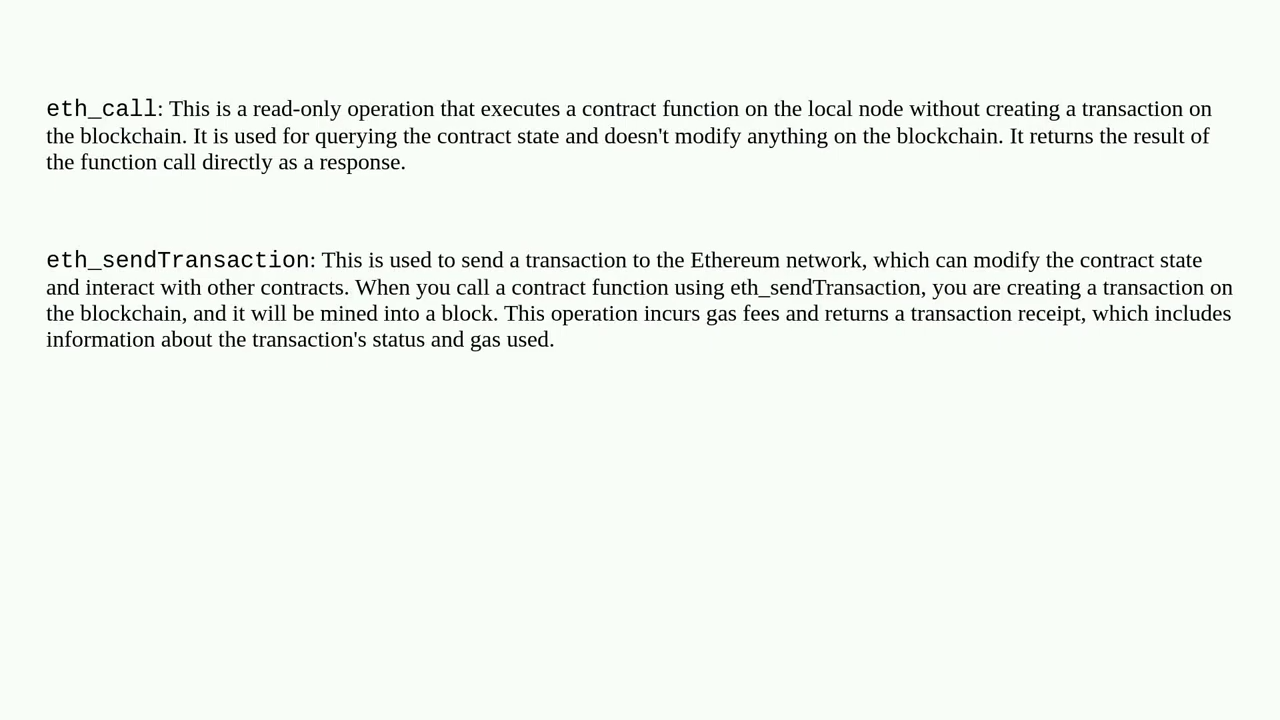 eth_call: This is a read-only operation that executes a contract function on the local node without creating a transaction on
the blockchain. It is used for querying the contract state and doesn't modify anything on the blockchain. It returns the result of
the function call directly as a response.
eth_sendTransaction: This is used to send a transaction to the Ethereum network, which can modify the contract state
and interact with other contracts. When you call a contract function using eth_sendTransaction, you are creating a transaction on
the blockchain, and it will be mined into a block. This operation incurs gas fees and returns a transaction receipt, which includes
information about the transaction's status and gas used.